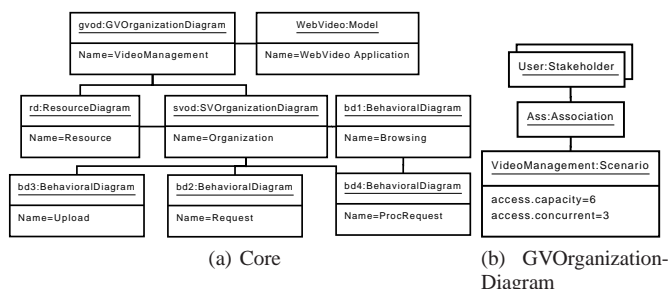 gvod:GVOrganizationDiagram
Name=VideoManagement
WebVideo:Model
Name=WebVideo Application
rd:ResourceDiagram
Name=Resource
svod:SVOrganizationDiagram
Name=Organization
bd1:BehavioralDiagram
Name=Browsing
bd3:BehavioralDiagram
Name=Upload
bd2:BehavioralDiagram
Name=Request
bd4:BehavioralDiagram
Name=ProcRequest
(a) Core
User:Stakeholder
Ass:Association
VideoManagement:Scenario
access.capacity=6
access.concurrent=3
(b) GVOrganization-
Diagram